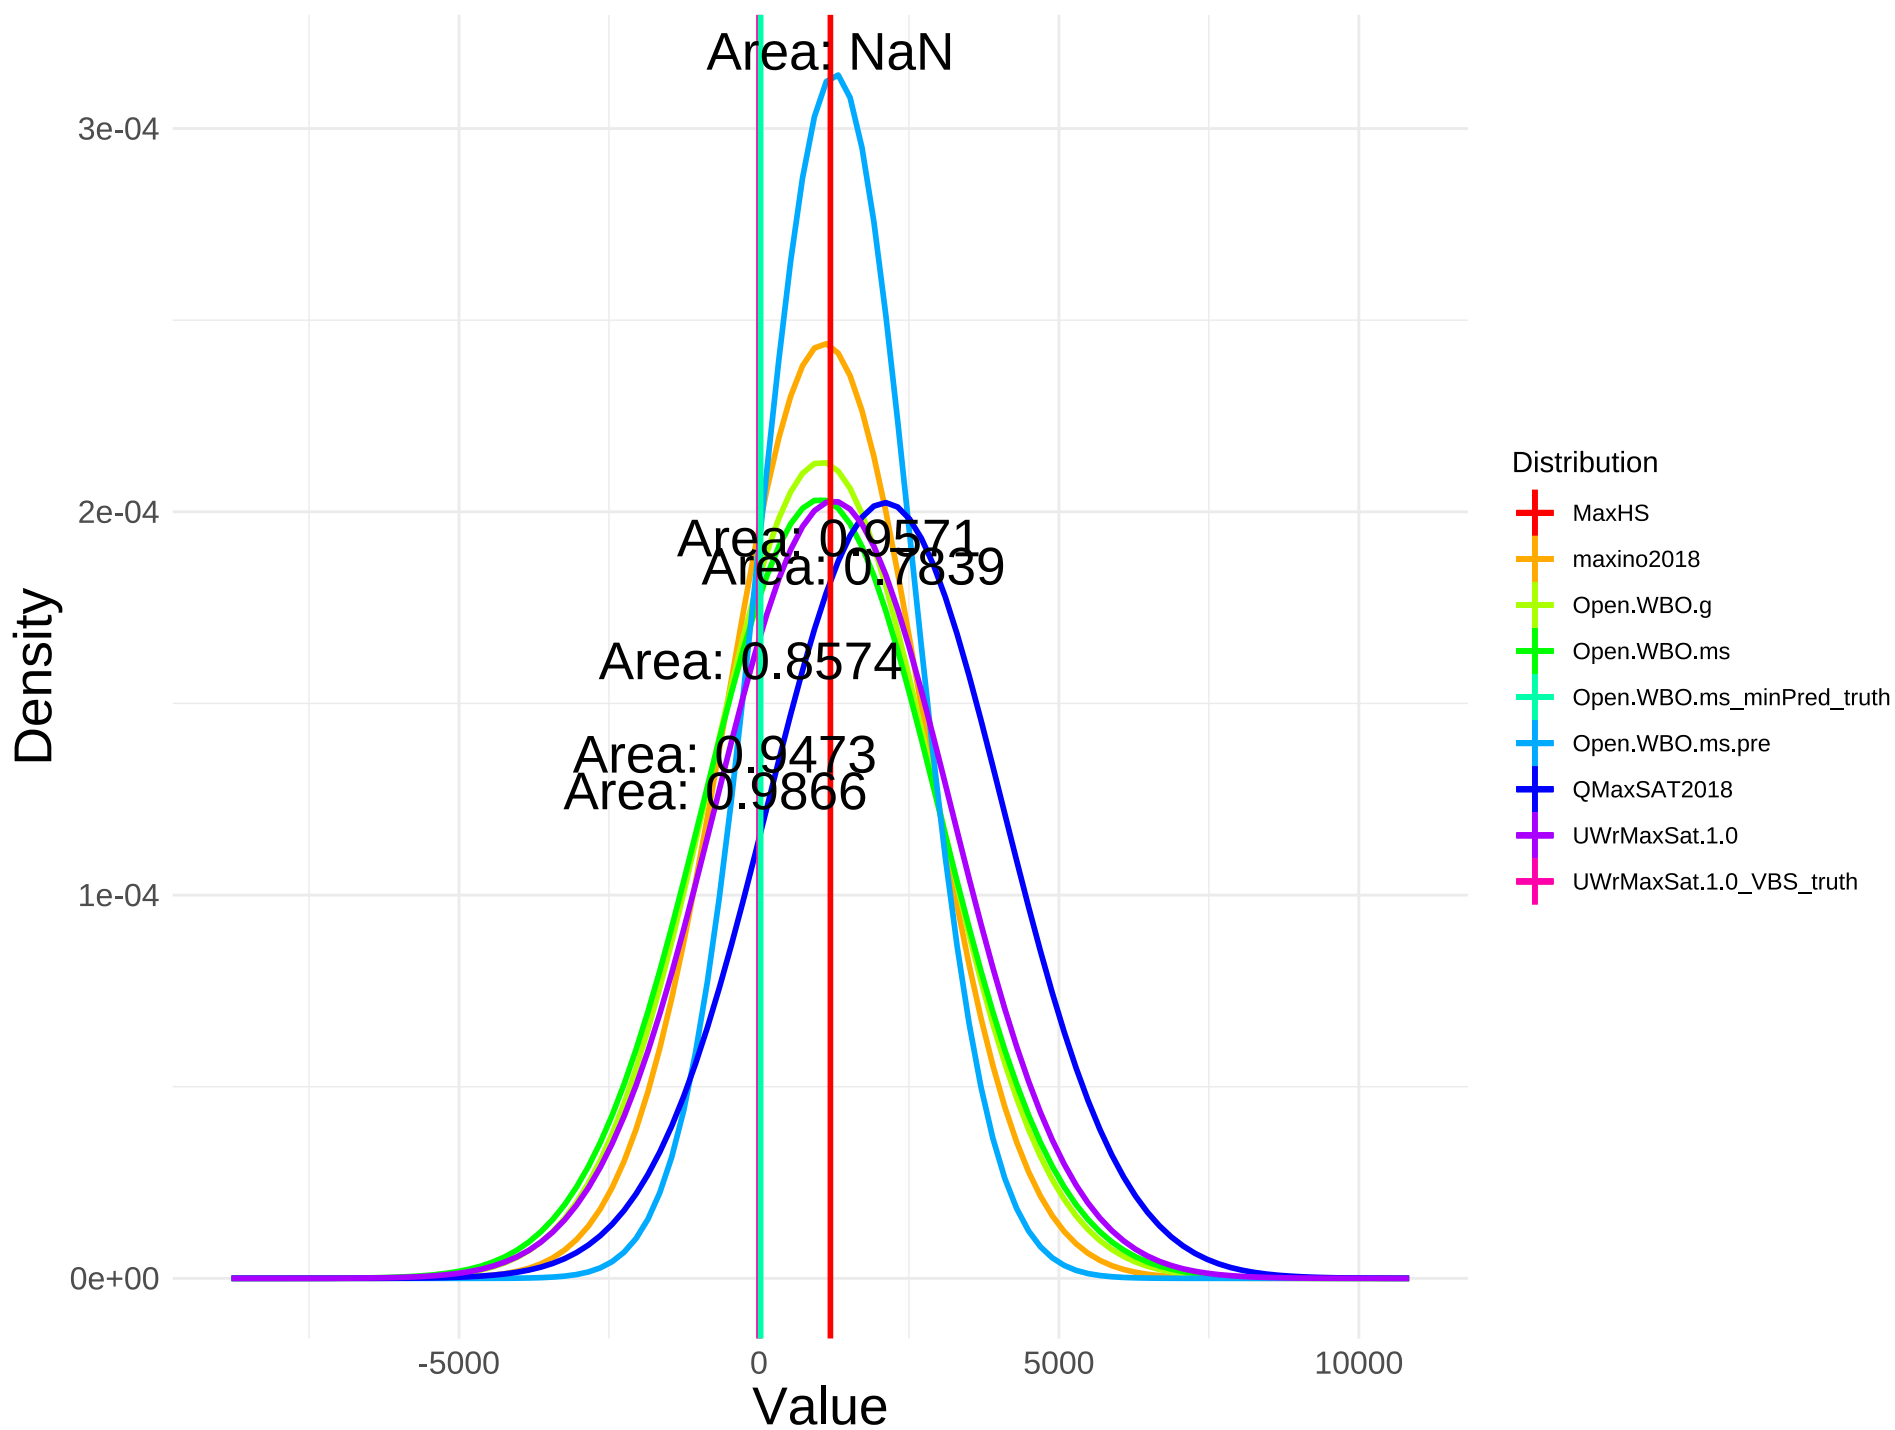 Area: NaN
3e-04
2e-04
1e-04
0e+00
Density
Area: 0.9571
Area: 0.7839
Area: 0.8574
Area: 0.9473
Area: 0.9866
-5000
0
5000
10000
Value
Distribution
MaxHS
maxino2018
Open.WBO.g
Open.WBO.ms
Open.WBO.ms_minPred_truth
Open.WBO.ms.pre
QMaxSAT2018
UWrMaxSat.1.0
UWrMaxSat.1.0_VBS_truth